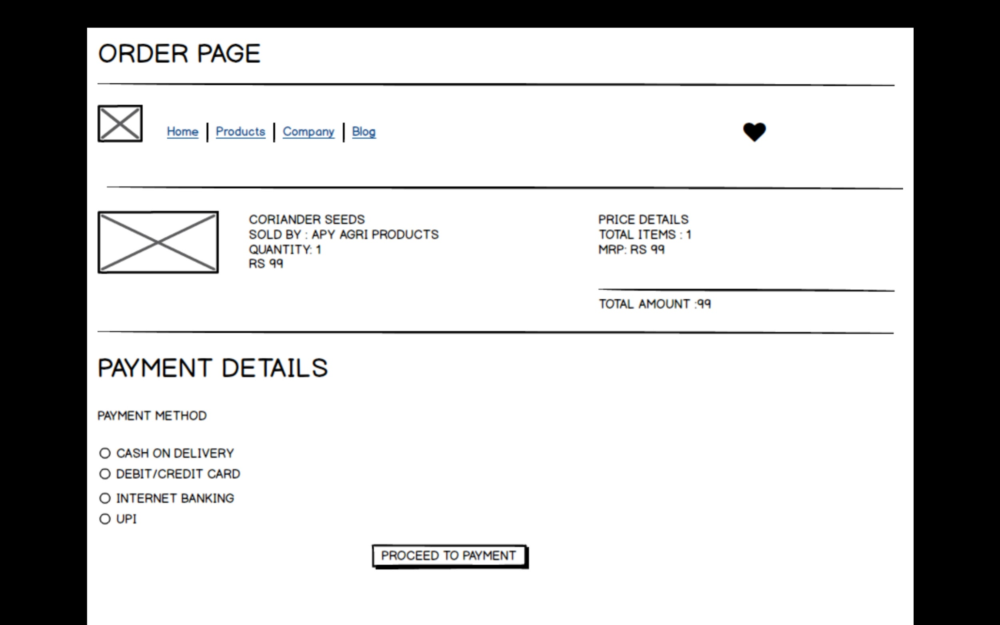 ORDER PAGE
Home | Products | Company | Blog
CORIANDER SEEDS
SOLD BY : APY AGRI PRODUCTS
QUANTITY: 1
RS 99
PRICE DETAILS
TOTAL ITEMS : 1
MRP: RS 99
TOTAL AMOUNT :99
PAYMENT DETAILS
PAYMENT METHOD
CASH ON DELIVERY
DEBIT/CREDIT CARD
INTERNET BANKING
UPI
PROCEED TO PAYMENT